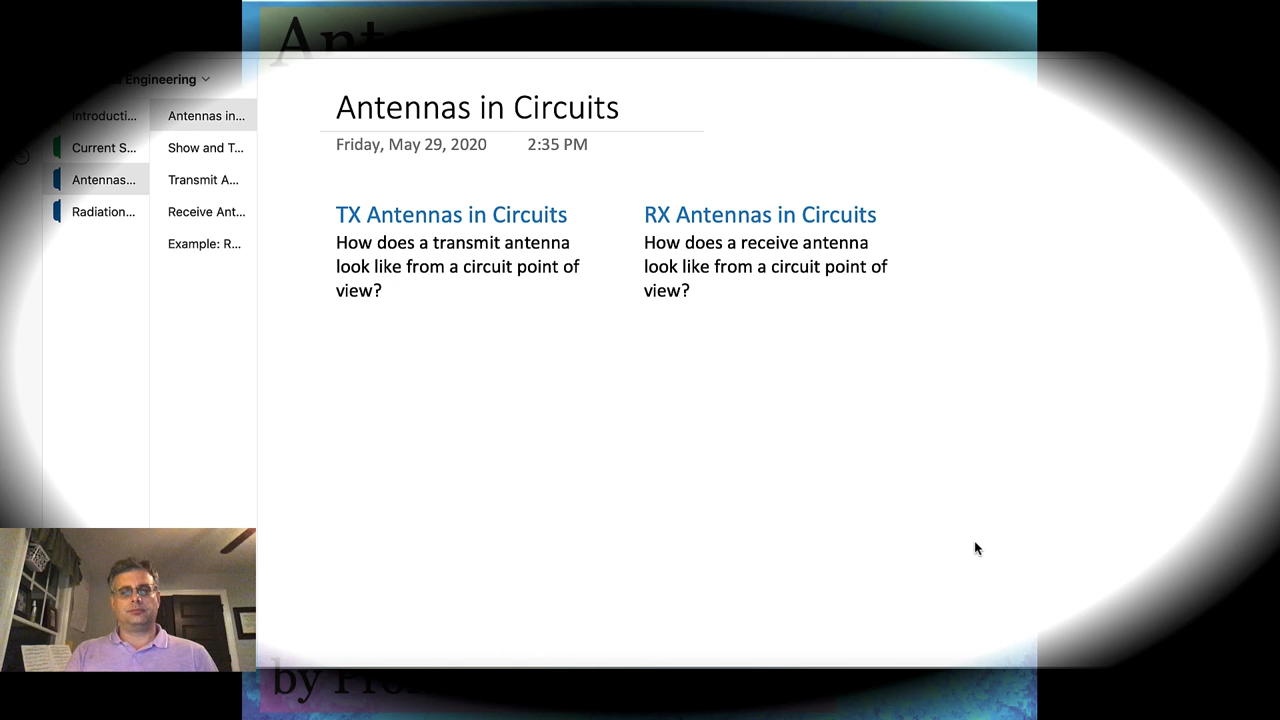 Engineering
Introducti...
Current S...
Antennas...
Radiation...
Antennas in...
Show and T...
Transmit A...
Receive Ant...
Example: R...
Antennas in Circuits
Friday, May 29, 2020 2:35 PM
TX Antennas in Circuits
How does a transmit antenna
look like from a circuit point of
view?
RX Antennas in Circuits
How does a receive antenna
look like from a circuit point of
view?
by